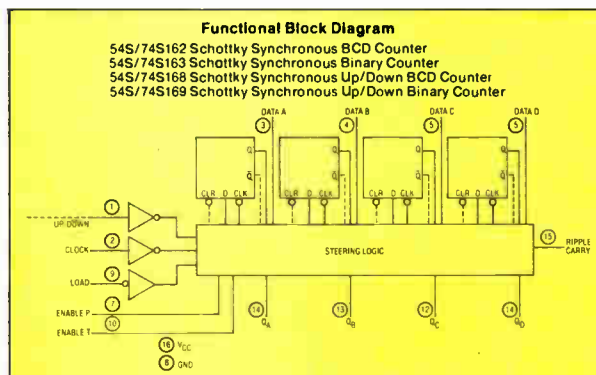 Functional Block Diagram
54S/74S162 Schottky Synchronous BCD Counter
54S/74S163 Schottky Synchronous Binary Counter
54S/74S168 Schottky Synchronous Up/Down BCD Counter
54S/74S169 Schottky Synchronous Up/Down Binary Counter
DATA A DATA B DATA C DATA D
3 4 5 5
Q Q Q Q
Q̅ Q̅ Q̅ Q̅
CLR D CLK CLR D CLK CLR D CLK CLR D CLK
1
UP/DOWN
2
CLOCK
STEERING LOGIC
15
RIPPLE
CARRY
9
LOAD
7
ENABLE P
10
ENABLE T
14 13 12 14
QA QB QC QD
16 VCC
8 GND